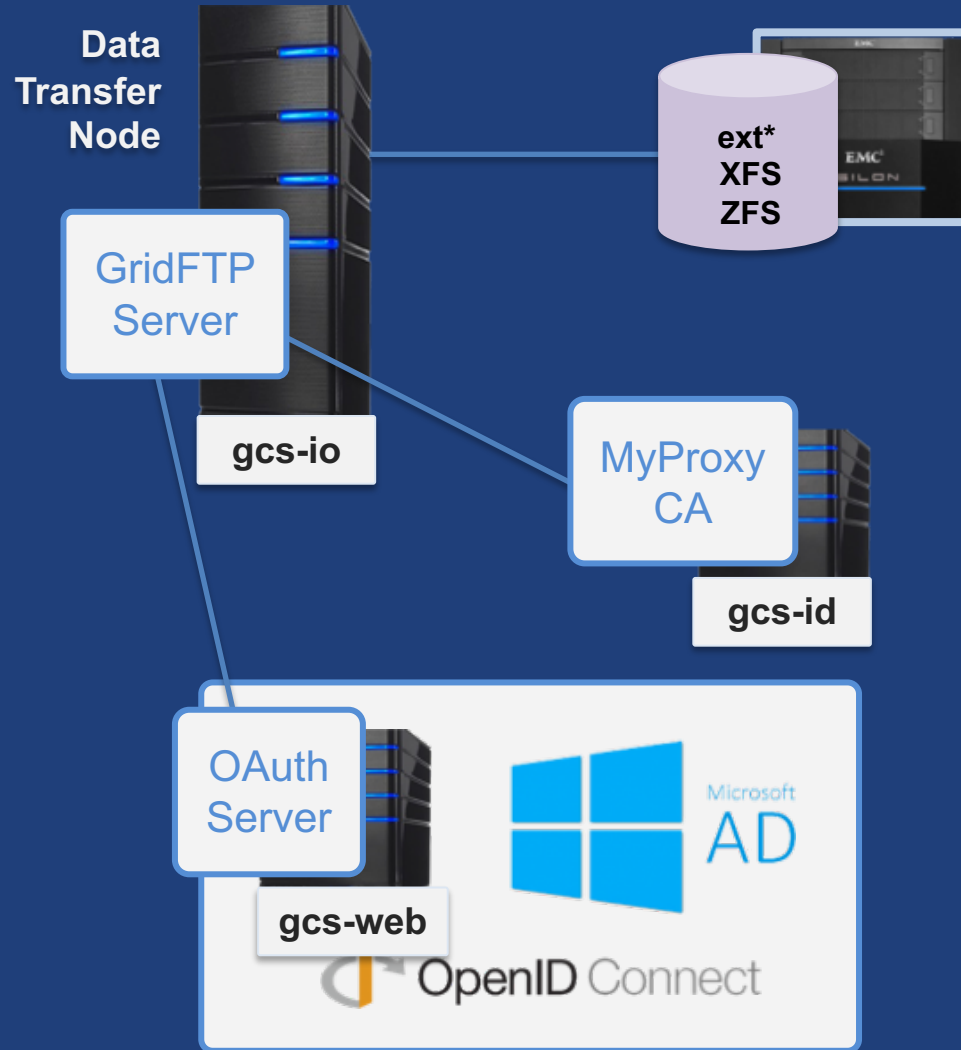 Data
Transfer
Node
ext*
XFS
ZFS
EMC²
GridFTP
Server
gcs-io
MyProxy
CA
gcs-id
OAuth
Server
gcs-web
Microsoft
AD
OpenID Connect